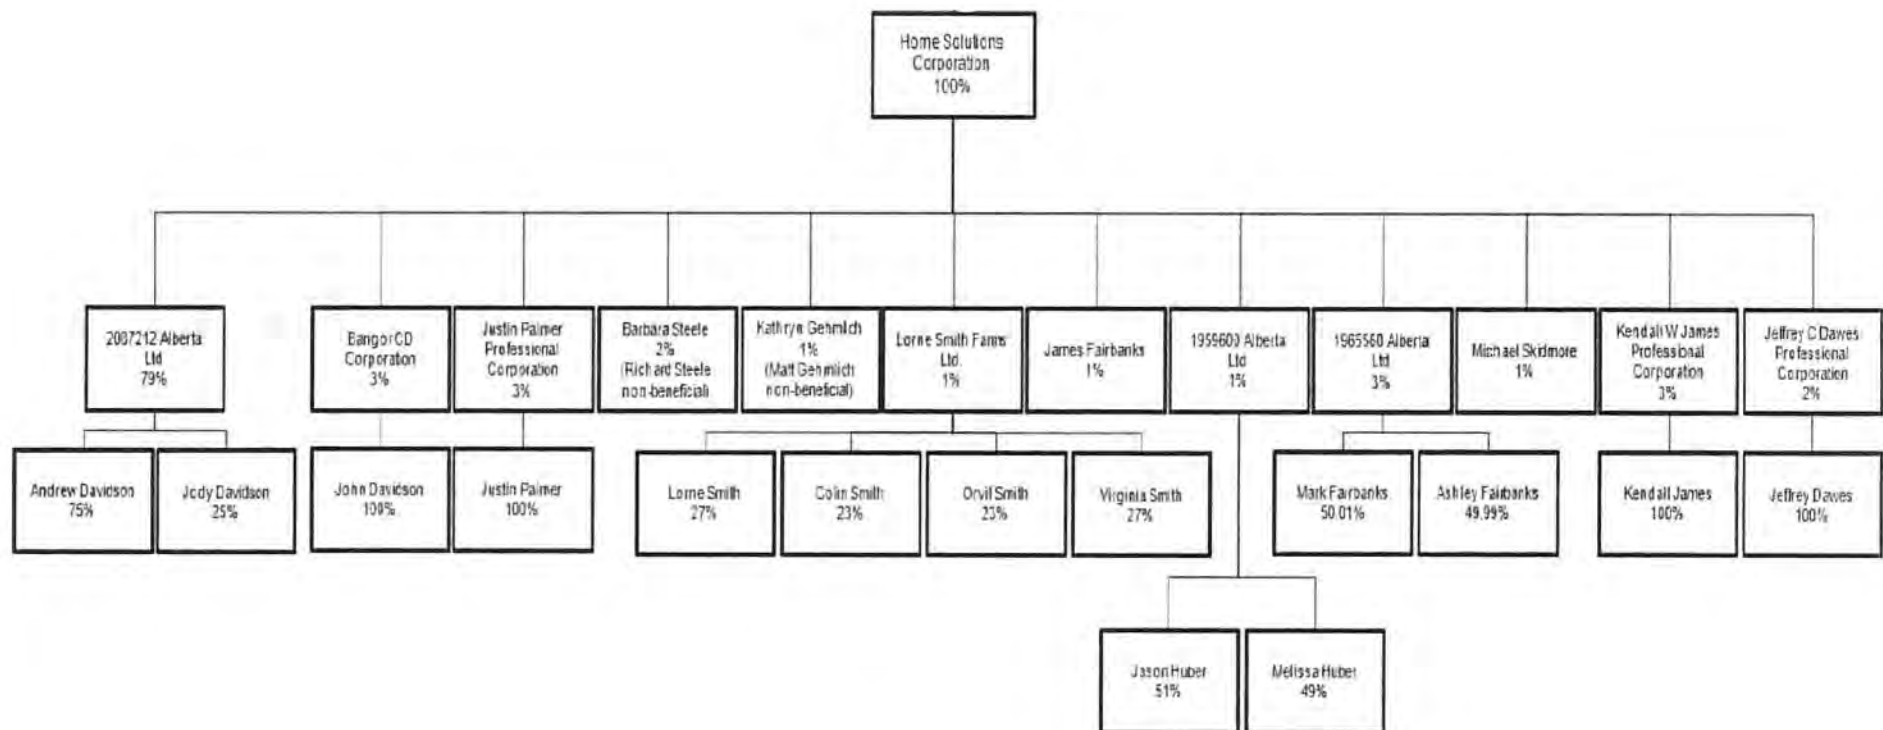 Home Solutions
Corporation
100%
2087212 Alberta
Ltd
79%
Bangor CD
Corporation
3%
Justin Palmer
Professional
Corporation
3%
Barbara Steele
2%
(Richard Steele
non-beneficial)
Kathryn Gehmlich
1%
(Matt Gehmlich
non-beneficial)
Lorne Smith Farms
Ltd.
1%
James Fairbanks
1%
1959600 Alberta
Ltd
1%
1965560 Alberta
Ltd
3%
Michael Skidmore
1%
Kendall W James
Professional
Corporation
3%
Jeffrey C Dawes
Professional
Corporation
2%
Andrew Davidson
75%
Jody Davidson
25%
John Davidson
100%
Justin Palmer
100%
Lorne Smith
27%
Colin Smith
23%
Orvil Smith
23%
Virginia Smith
27%
Mark Fairbanks
50.01%
Ashley Fairbanks
49.99%
Kendall James
100%
Jeffrey Dawes
100%
Jason Huber
51%
Melissa Huber
49%